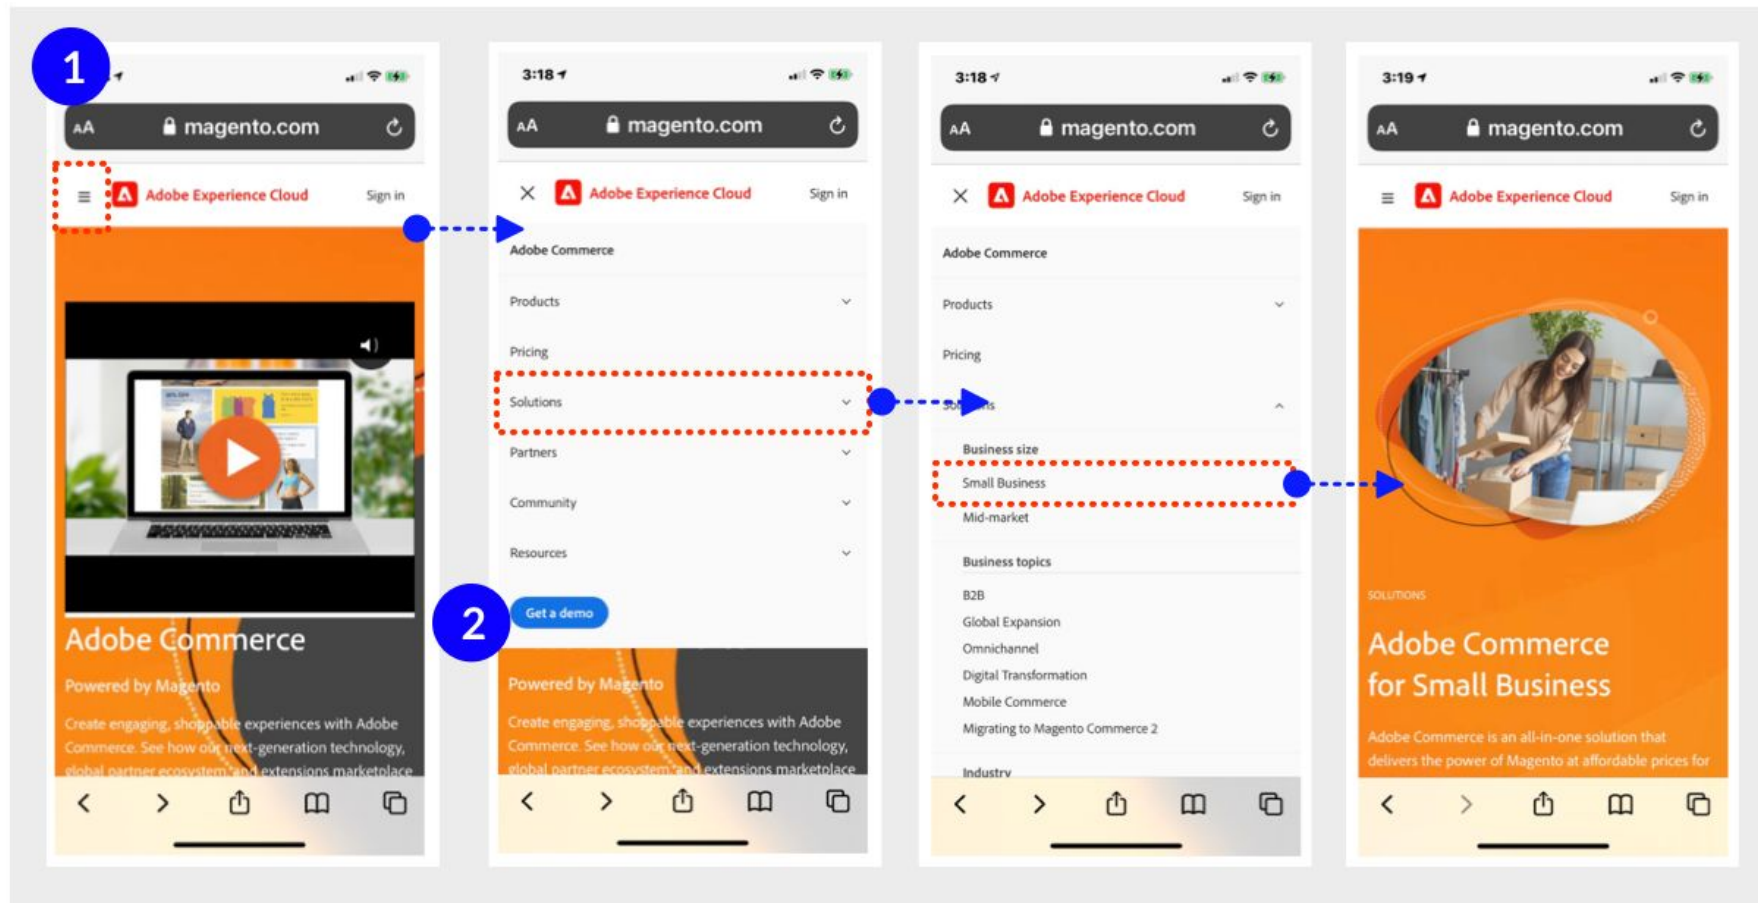 1
AA magento.com
Adobe Experience Cloud Sign in
Adobe Commerce
Powered by Magento
Create engaging, shoppable experiences with Adobe
Commerce. See how our next-generation technology,
global partner ecosystem, and extensions marketplace
3:18
AA magento.com
Adobe Experience Cloud Sign in
Adobe Commerce
Products
Pricing
Solutions
Partners
Community
Resources
2
Get a demo
Powered by Magento
Create engaging, shoppable experiences with Adobe
Commerce. See how our next-generation technology,
global partner ecosystem, and extensions marketplace
3:18
AA magento.com
Adobe Experience Cloud Sign in
Adobe Commerce
Products
Pricing
Solutions
Business size
Small Business
Mid-market
Business topics
B2B
Global Expansion
Omnichannel
Digital Transformation
Mobile Commerce
Migrating to Magento Commerce 2
Industry
3:19
AA magento.com
Adobe Experience Cloud Sign in
SOLUTIONS
Adobe Commerce
for Small Business
Adobe Commerce is an all-in-one solution that
delivers the power of Magento at affordable prices for